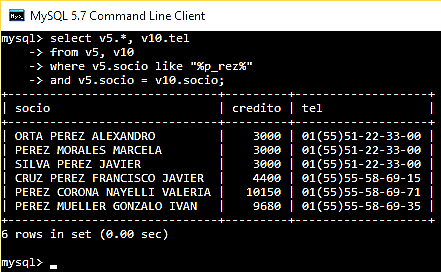 MySQL 5.7 Command Line Client
mysql> select v5.*, v10.tel
    -> from v5, v10
    -> where v5.socio like "%p_rez%"
    -> and v5.socio = v10.socio;
+-------------------------------+---------+--------------------+
| socio                         | credito | tel                |
+-------------------------------+---------+--------------------+
| ORTA PEREZ ALEXANDRO          |    3000 | 01(55)51-22-33-00 |
| PEREZ MORALES MARCELA         |    3000 | 01(55)51-22-33-00 |
| SILVA PEREZ JAVIER            |    3000 | 01(55)51-22-33-00 |
| CRUZ PEREZ FRANCISCO JAVIER   |    4400 | 01(55)55-58-69-15 |
| PEREZ CORONA NAYELLI VALERIA  |   10150 | 01(55)55-58-69-71 |
| PEREZ MUELLER GONZALO IVAN    |    9680 | 01(55)55-58-69-35 |
+-------------------------------+---------+--------------------+
6 rows in set (0.00 sec)
mysql> _